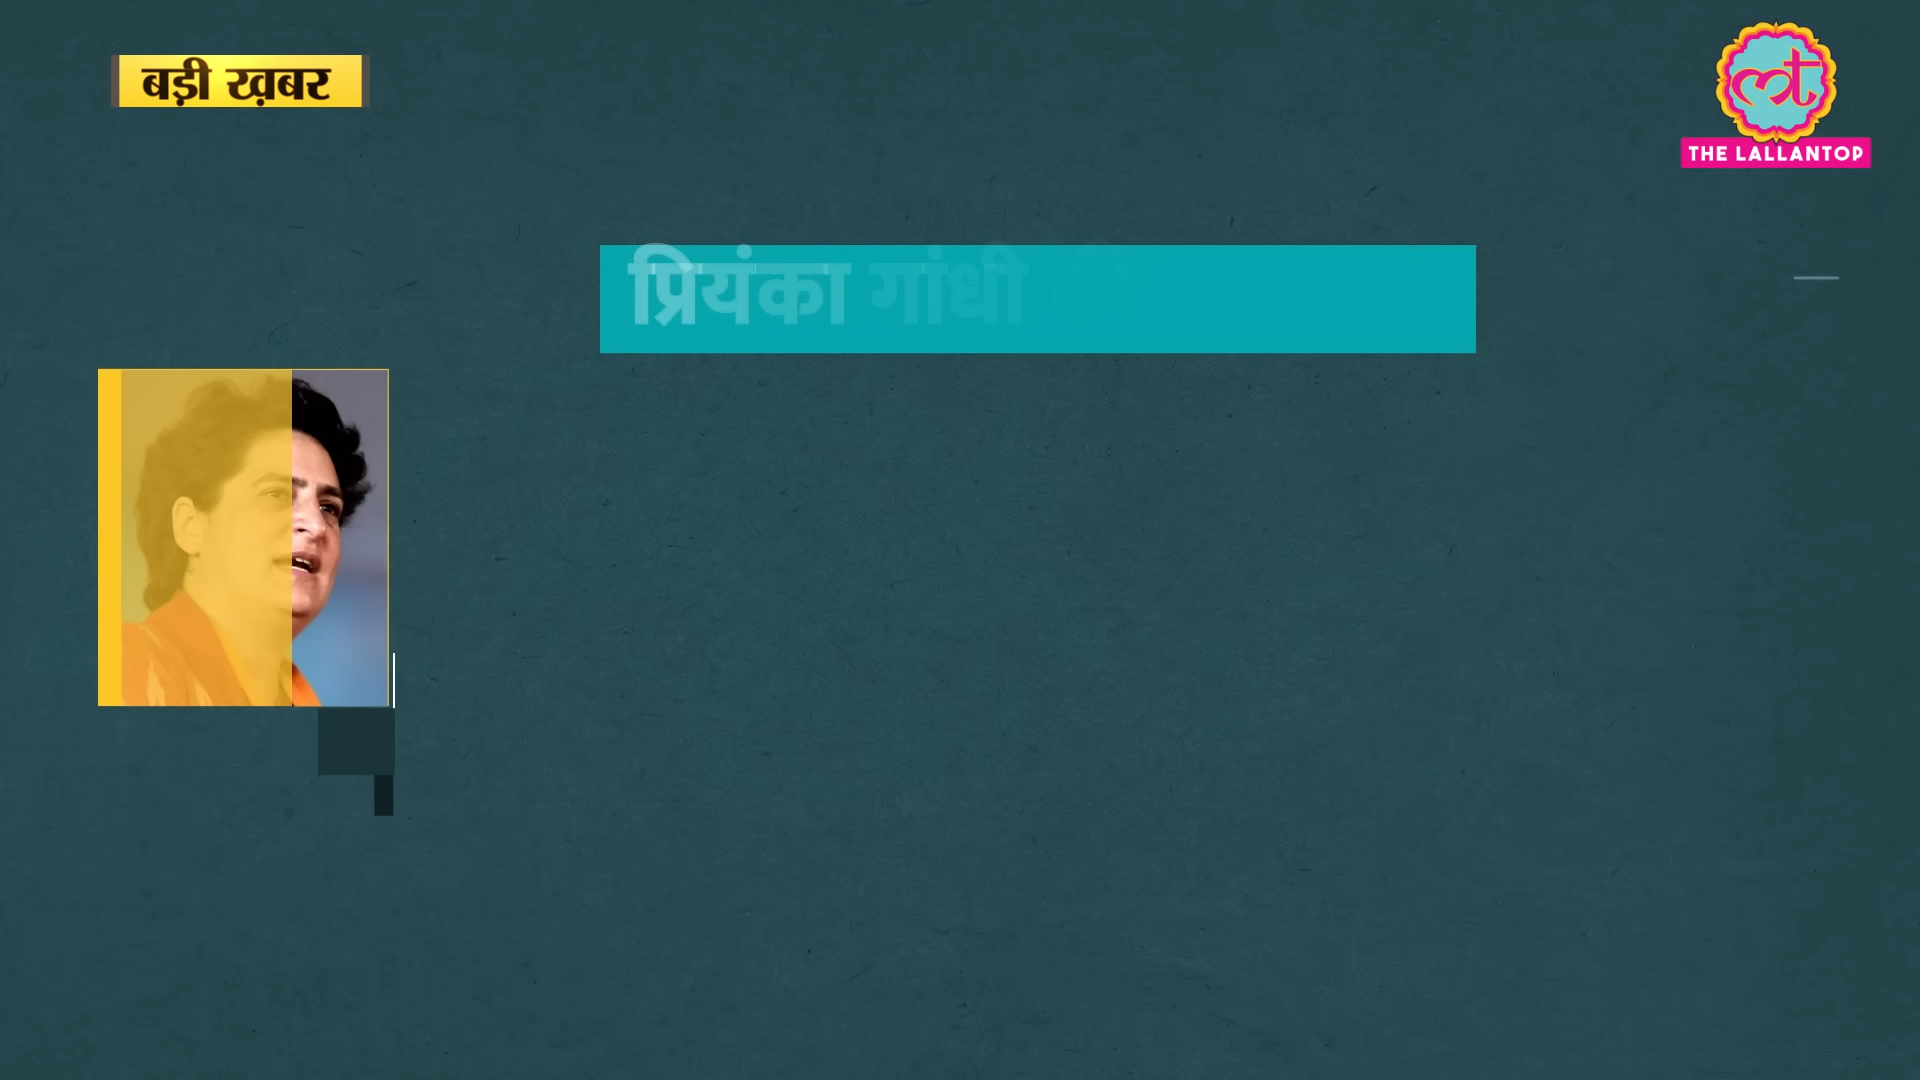 बड़ी ख़बर
THE LALLANTOP
प्रियंका गांधी की